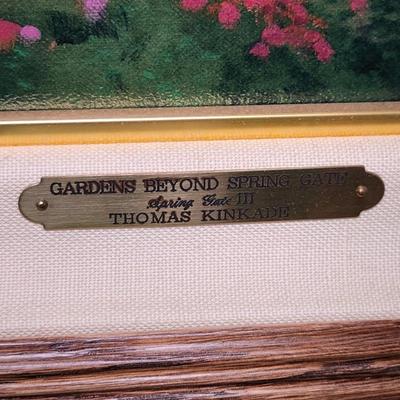 GARDENS BEYOND SPRING GATE
Spring Gate III
THOMAS KINKADE